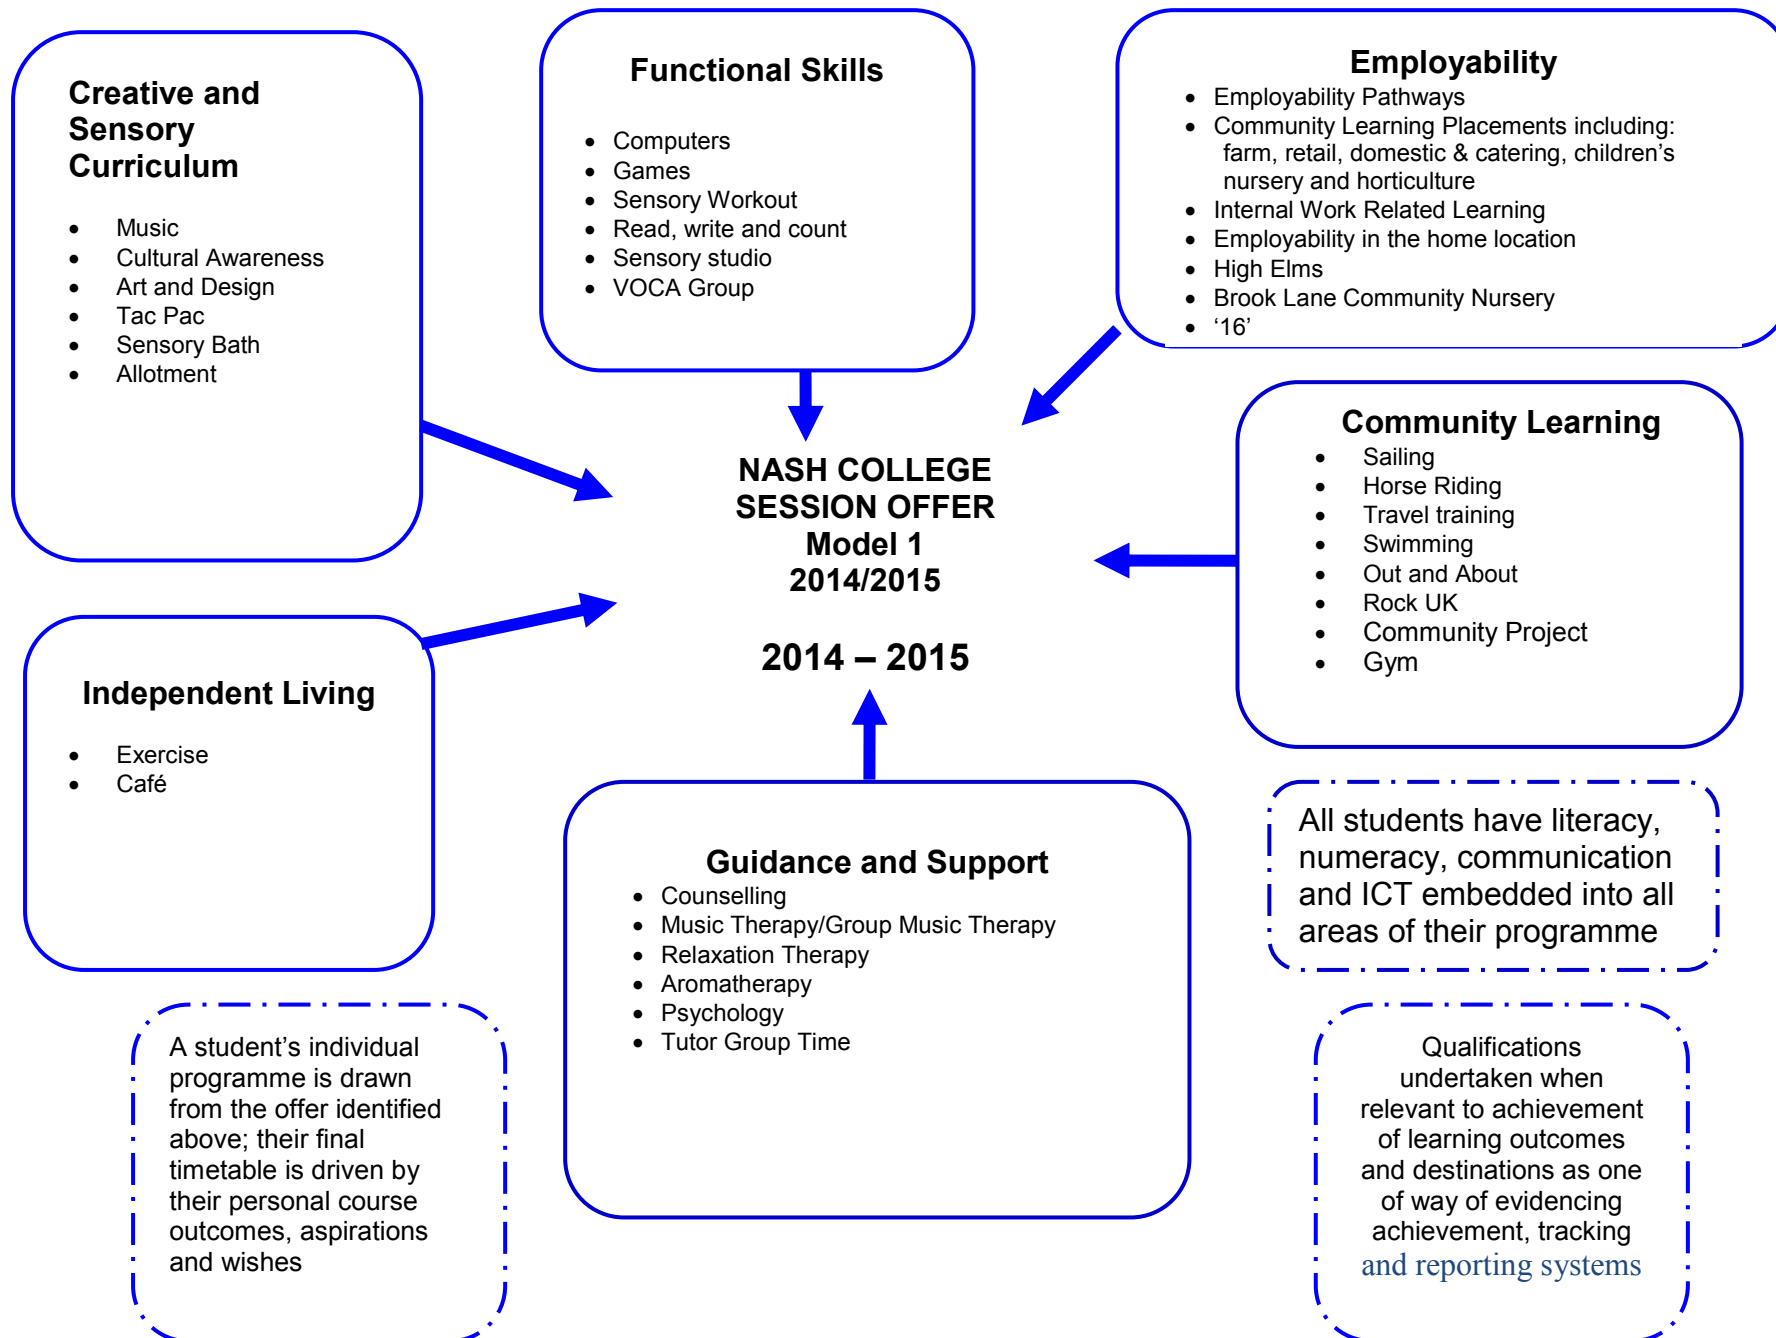 Creative and
Sensory
Curriculum
• Music
• Cultural Awareness
• Art and Design
• Tac Pac
• Sensory Bath
• Allotment
Functional Skills
• Computers
• Games
• Sensory Workout
• Read, write and count
• Sensory studio
• VOCA Group
Employability
• Employability Pathways
• Community Learning Placements including:
farm, retail, domestic & catering, children’s
nursery and horticulture
• Internal Work Related Learning
• Employability in the home location
• High Elms
• Brook Lane Community Nursery
• ‘16’
NASH COLLEGE
SESSION OFFER
Model 1
2014/2015
2014 – 2015
Community Learning
• Sailing
• Horse Riding
• Travel training
• Swimming
• Out and About
• Rock UK
• Community Project
• Gym
Independent Living
• Exercise
• Café
Guidance and Support
• Counselling
• Music Therapy/Group Music Therapy
• Relaxation Therapy
• Aromatherapy
• Psychology
• Tutor Group Time
All students have literacy,
numeracy, communication
and ICT embedded into all
areas of their programme
A student’s individual
programme is drawn
from the offer identified
above; their final
timetable is driven by
their personal course
outcomes, aspirations
and wishes
Qualifications
undertaken when
relevant to achievement
of learning outcomes
and destinations as one
of way of evidencing
achievement, tracking
and reporting systems